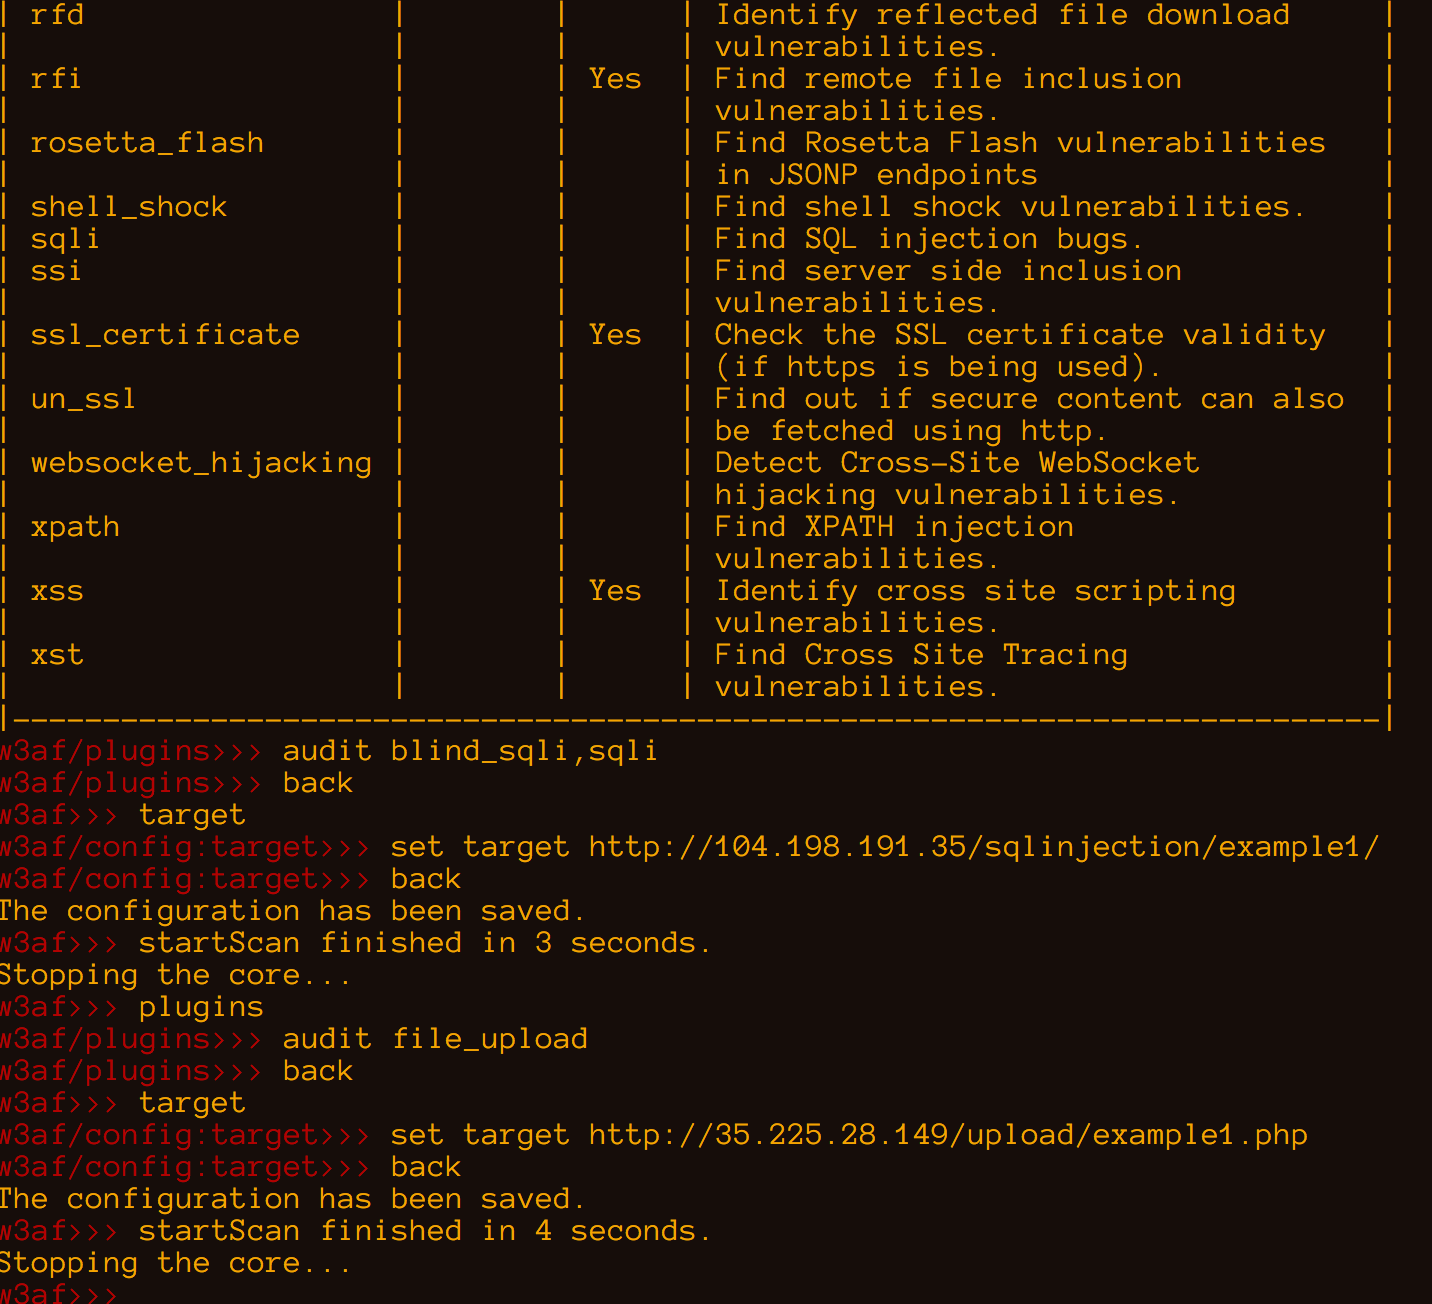 | rfd | | | Identify reflected file download |
| | | | vulnerabilities. |
| rfi | | Yes | Find remote file inclusion |
| | | | vulnerabilities. |
| rosetta_flash | | | Find Rosetta Flash vulnerabilities |
| | | | in JSONP endpoints |
| shell_shock | | | Find shell shock vulnerabilities. |
| sqli | | | Find SQL injection bugs. |
| ssi | | | Find server side inclusion |
| | | | vulnerabilities. |
| ssl_certificate | | Yes | Check the SSL certificate validity |
| | | | (if https is being used). |
| un_ssl | | | Find out if secure content can also |
| | | | be fetched using http. |
| websocket_hijacking | | | Detect Cross-Site WebSocket |
| | | | hijacking vulnerabilities. |
| xpath | | | Find XPATH injection |
| | | | vulnerabilities. |
| xss | | Yes | Identify cross site scripting |
| | | | vulnerabilities. |
| xst | | | Find Cross Site Tracing |
| | | | vulnerabilities. |
|----------------------------------------------------------------------------|
w3af/plugins>>> audit blind_sqli,sqli
w3af/plugins>>> back
w3af>>> target
w3af/config:target>>> set target http://104.198.191.35/sqlinjection/example1/
w3af/config:target>>> back
The configuration has been saved.
w3af>>> startScan finished in 3 seconds.
Stopping the core...
w3af>>> plugins
w3af/plugins>>> audit file_upload
w3af/plugins>>> back
w3af>>> target
w3af/config:target>>> set target http://35.225.28.149/upload/example1.php
w3af/config:target>>> back
The configuration has been saved.
w3af>>> startScan finished in 4 seconds.
Stopping the core...
w3af>>>